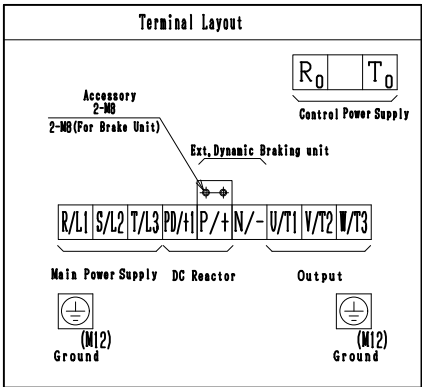 Terminal Layout
R0 T0
Control Power Supply
Accessory
2-M8
2-M8(For Brake Unit)
Ext,Dynamic Braking unit
R/L1 S/L2 T/L3 PD/+1 P/+ N/- U/T1 V/T2 W/T3
Main Power Supply DC Reactor Output
(M12) (M12)
Ground Ground